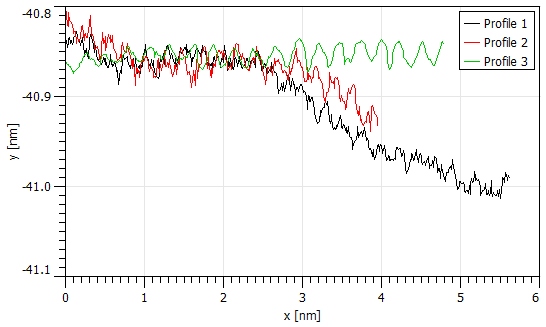 -40.8
Profile 1
Profile 2
Profile 3
-40.9
y [nm]
-41.0
-41.1
0 1 2 3 4 5 6
x [nm]